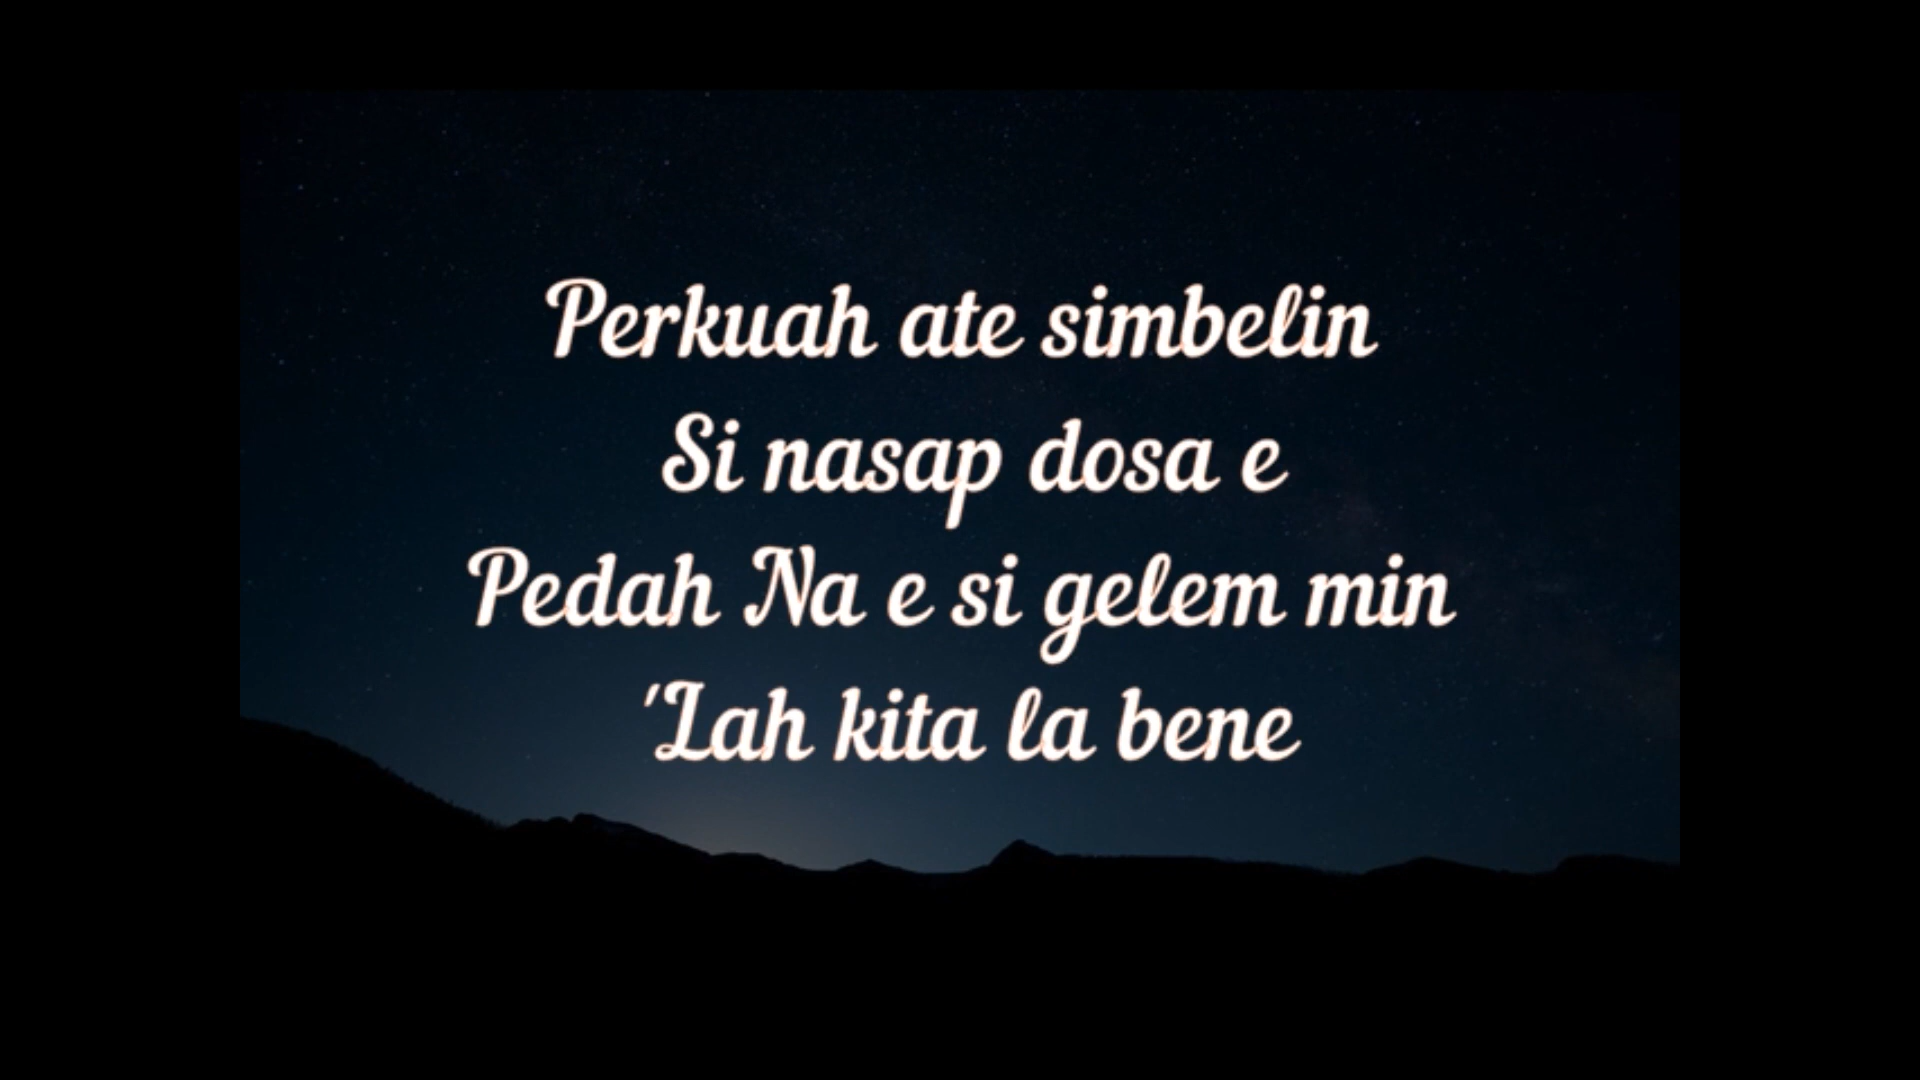 Perkuah ate simbelin
Si nasap dosa e
Pedah Na e si gelem min
'Lah kita la bene